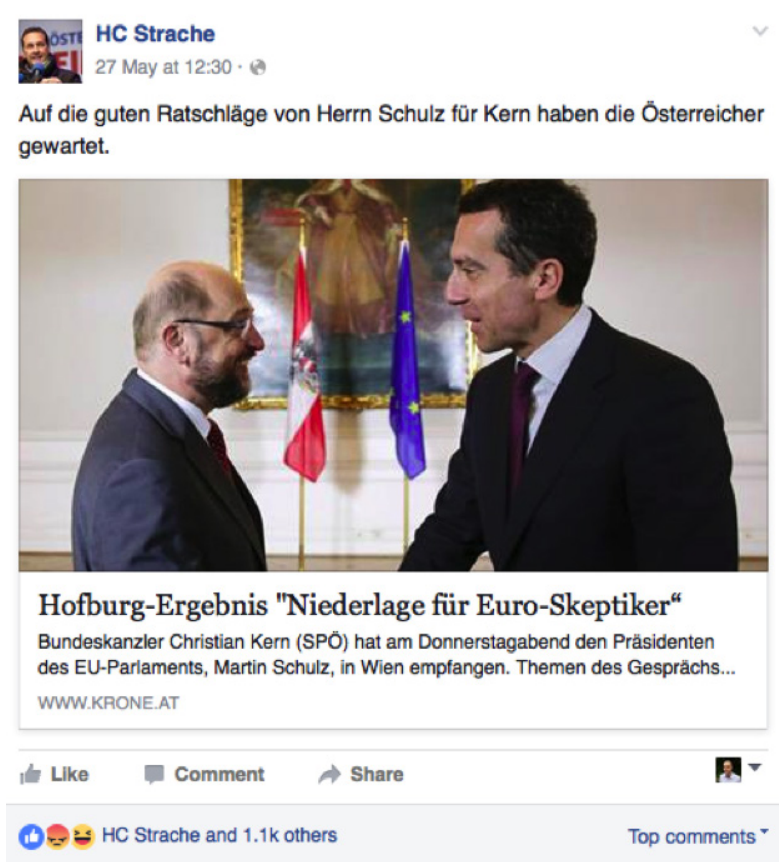 HC Strache
27 May at 12:30 ·
Auf die guten Ratschläge von Herrn Schulz für Kern haben die Österreicher
gewartet.
Hofburg-Ergebnis "Niederlage für Euro-Skeptiker“
Bundeskanzler Christian Kern (SPÖ) hat am Donnerstagabend den Präsidenten
des EU-Parlaments, Martin Schulz, in Wien empfangen. Themen des Gesprächs...
WWW.KRONE.AT
Like Comment Share
HC Strache and 1.1k others
Top comments